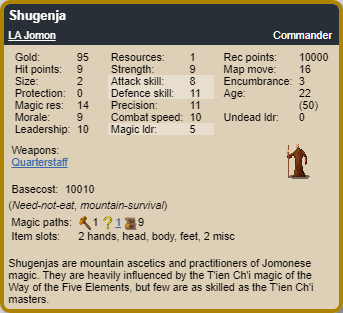 Shugenja
LA Jomon Commander
Gold: 95 Resources: 1 Rec points: 10000
Hit points: 9 Strength: 9 Map move: 16
Size: 2 Attack skill: 8 Encumbrance: 3
Protection: 0 Defence skill: 11 Age: 22
Magic res: 14 Precision: 11 (50)
Morale: 9 Combat speed: 10 Undead ldr: 0
Leadership: 10 Magic ldr: 5
Weapons:
Quarterstaff
Basecost: 10010
(Need-not-eat, mountain-survival)
Magic paths: 1 ? 1 9
Item slots: 2 hands, head, body, feet, 2 misc
Shugenjas are mountain ascetics and practitioners of Jomonese
magic. They are heavily influenced by the T'ien Ch'i magic of the
Way of the Five Elements, but few are as skilled as the T'ien Ch'i
masters.